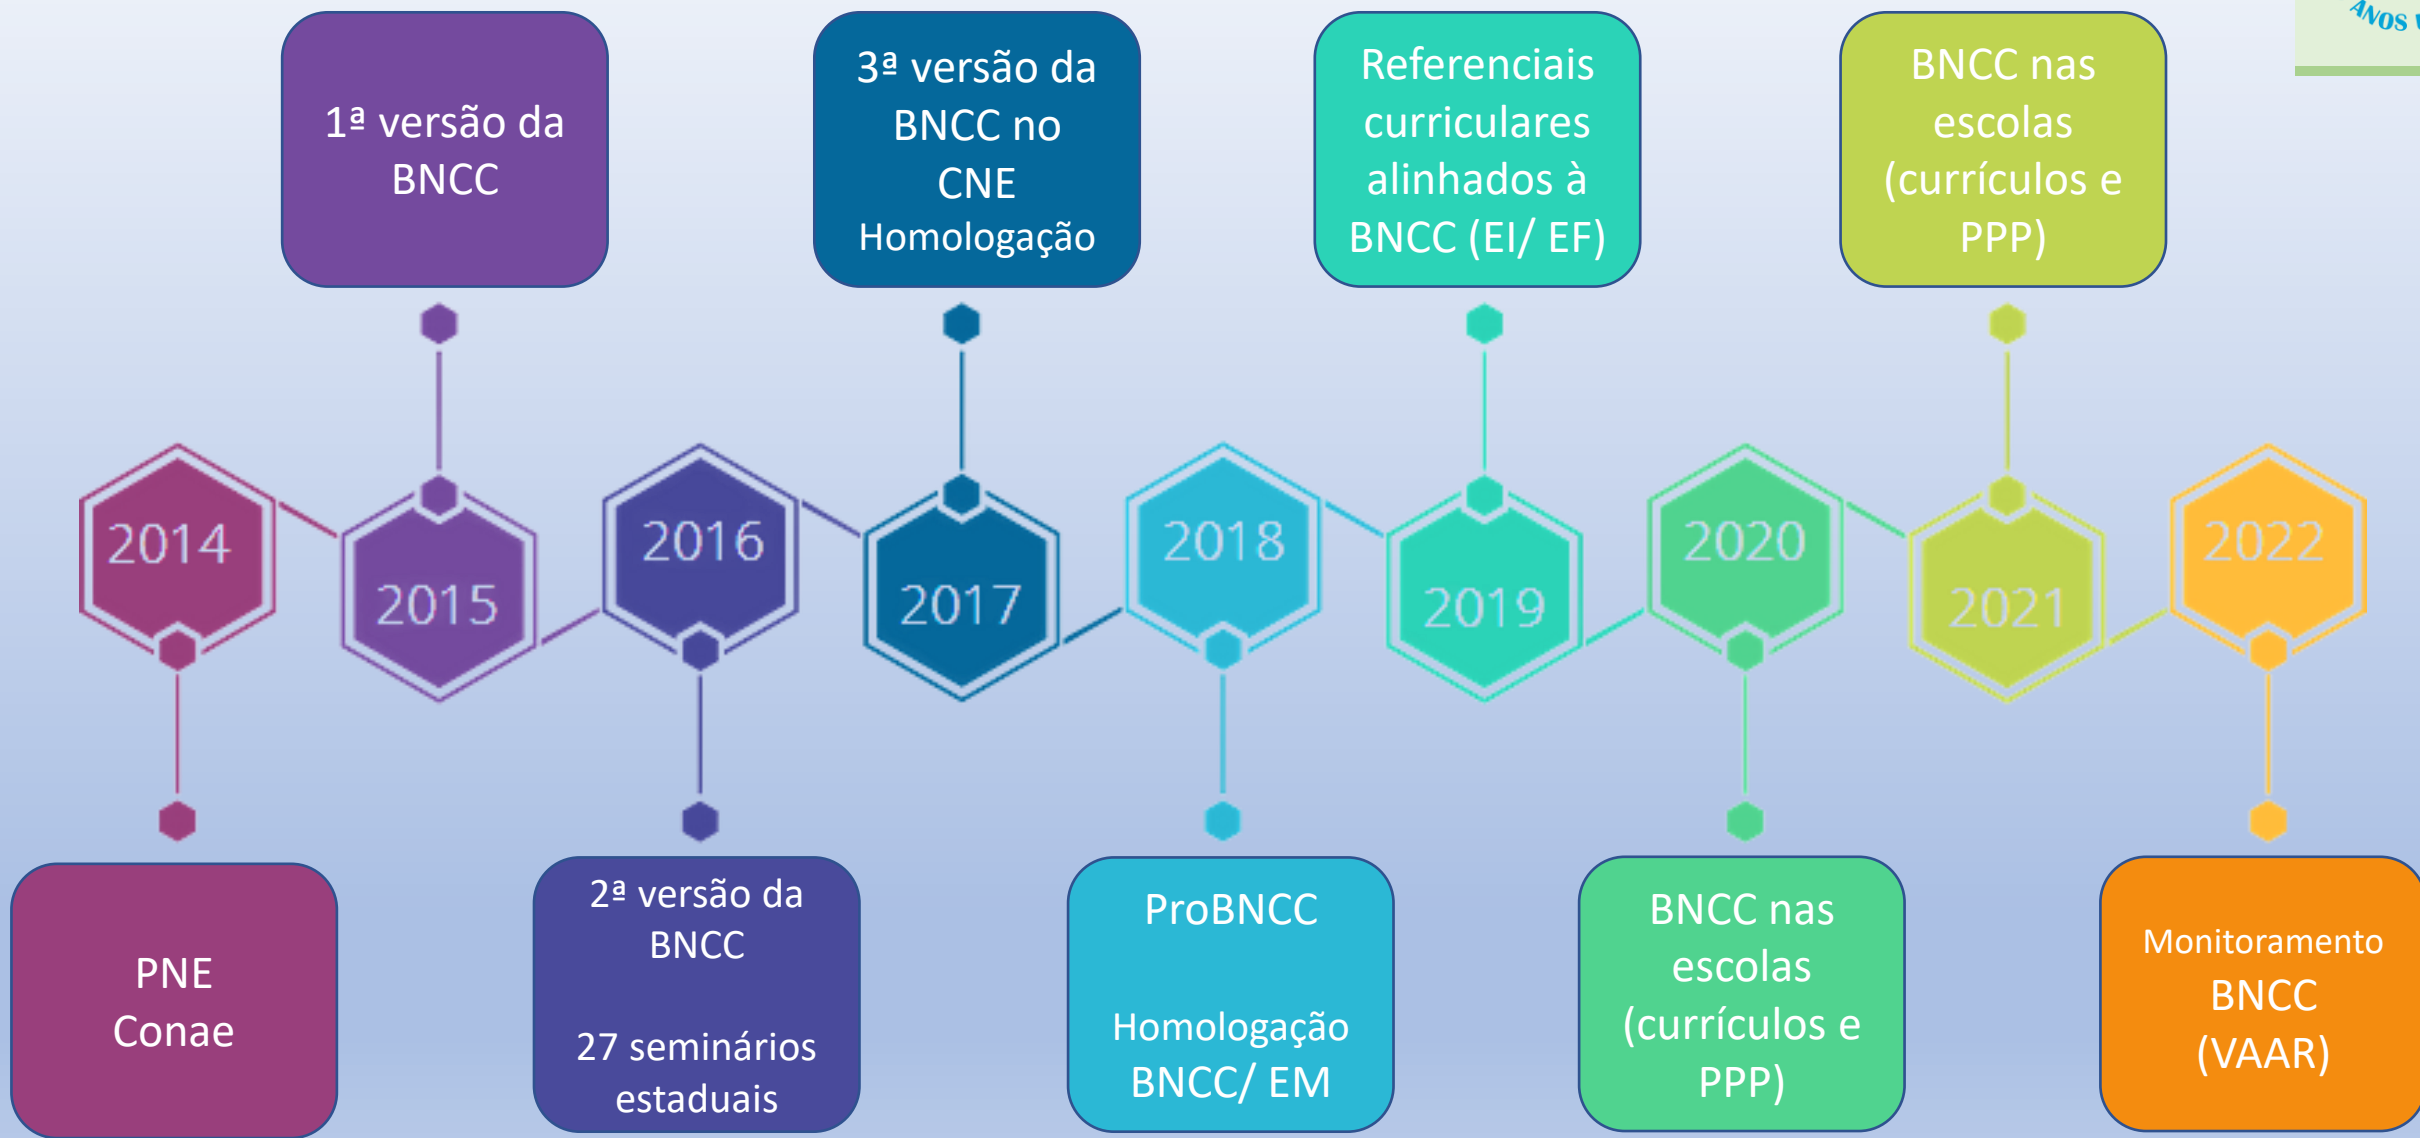 ANOS
1ª versão da
BNCC
3ª versão da
BNCC no
CNE
Homologação
Referenciais
curriculares
alinhados à
BNCC (EI/ EF)
BNCC nas
escolas
(currículos e
PPP)
2014
2015
2016
2017
2018
2019
2020
2021
2022
PNE
Conae
2ª versão da
BNCC
27 seminários
estaduais
ProBNCC
Homologação
BNCC/ EM
BNCC nas
escolas
(currículos e
PPP)
Monitoramento
BNCC
(VAAR)